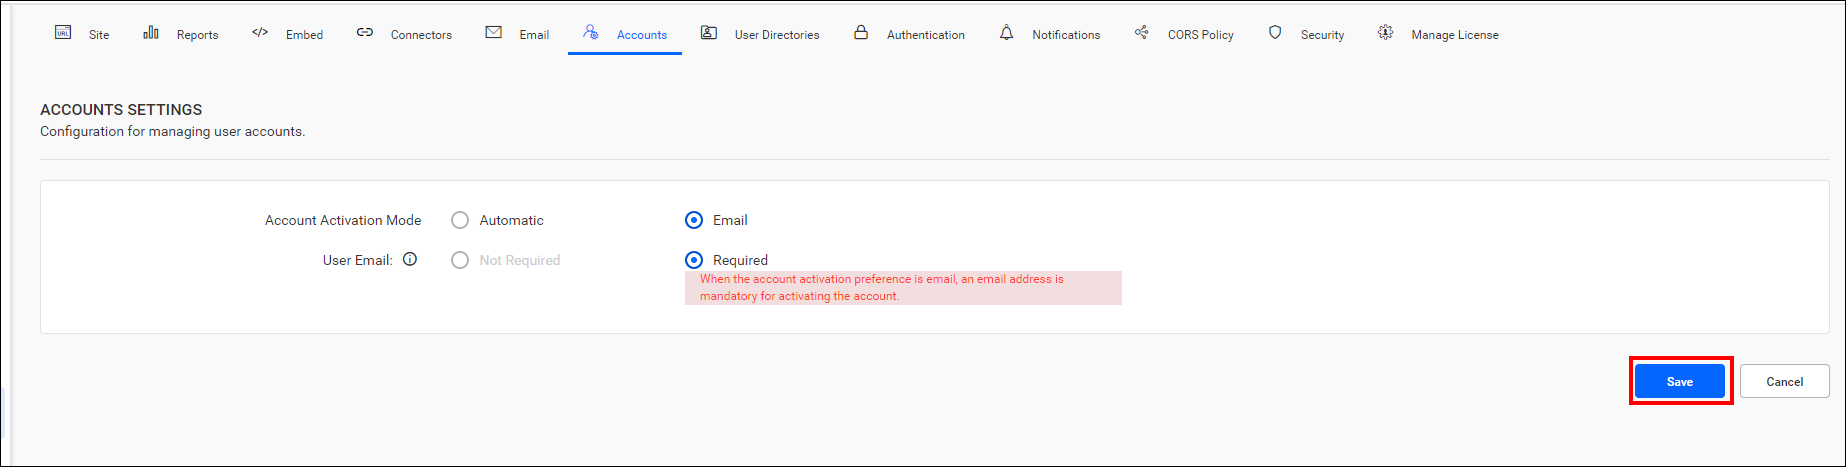 URL Site Reports </> Embed Connectors Email Accounts User Directories Authentication Notifications CORS Policy Security Manage License
ACCOUNTS SETTINGS
Configuration for managing user accounts.
Account Activation Mode Automatic Email
User Email: Not Required Required
When the account activation preference is email, an email address is
mandatory for activating the account.
Save Cancel